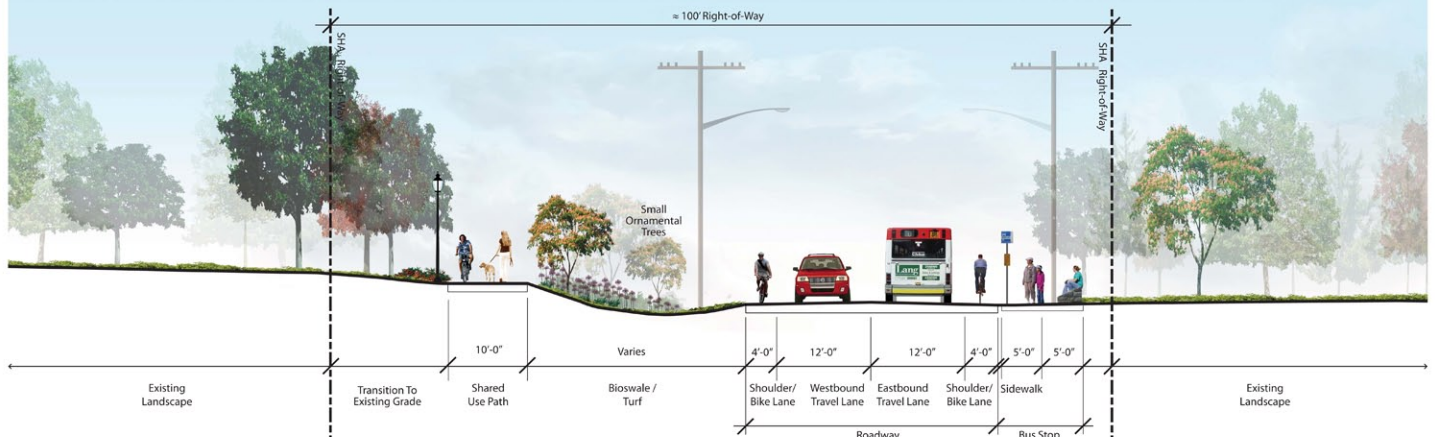 ≈ 100' Right-of-Way
SHA Right-of-Way
SHA Right-of-Way
Small
Ornamental
Trees
Lang
10'-0"
Varies
4'-0"
12'-0"
12'-0"
4'-0"
5'-0"
5'-0"
Existing
Landscape
Transition To
Existing Grade
Shared
Use Path
Bioswale /
Turf
Shoulder/
Bike Lane
Westbound
Travel Lane
Eastbound
Travel Lane
Shoulder/
Bike Lane
Sidewalk
Existing
Landscape
Roadway
Bus Stop